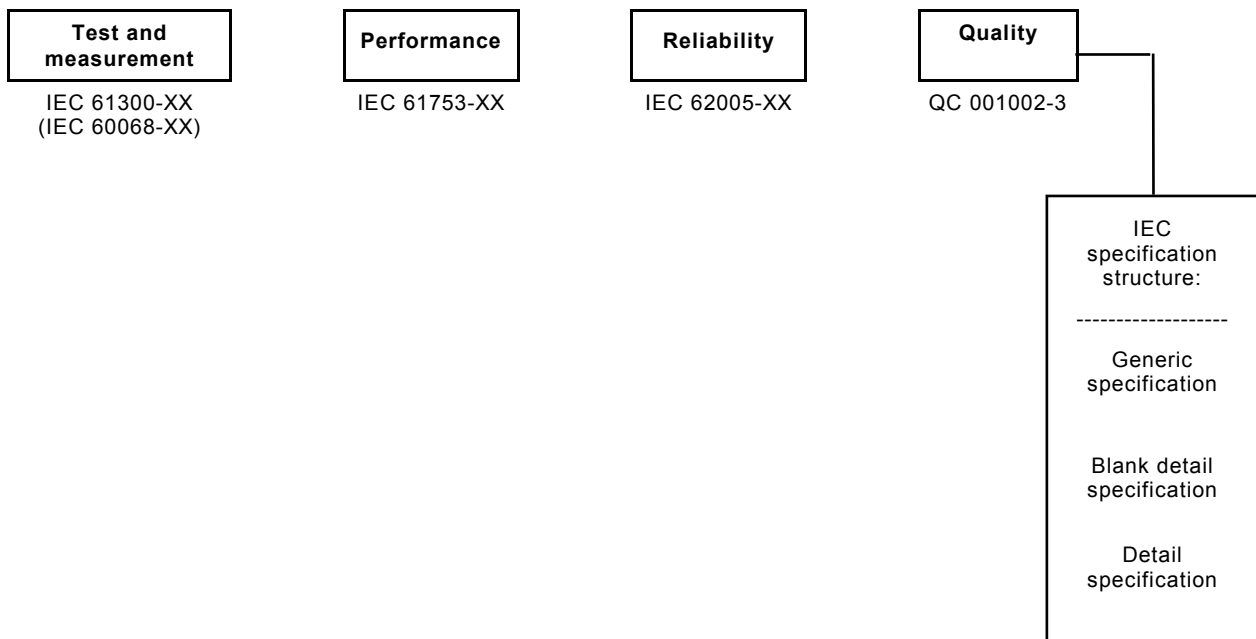 Test and
measurement
IEC 61300-XX
(IEC 60068-XX)
Performance
IEC 61753-XX
Reliability
IEC 62005-XX
Quality
QC 001002-3
IEC
specification
structure:
-------------------
Generic
specification
Blank detail
specification
Detail
specification